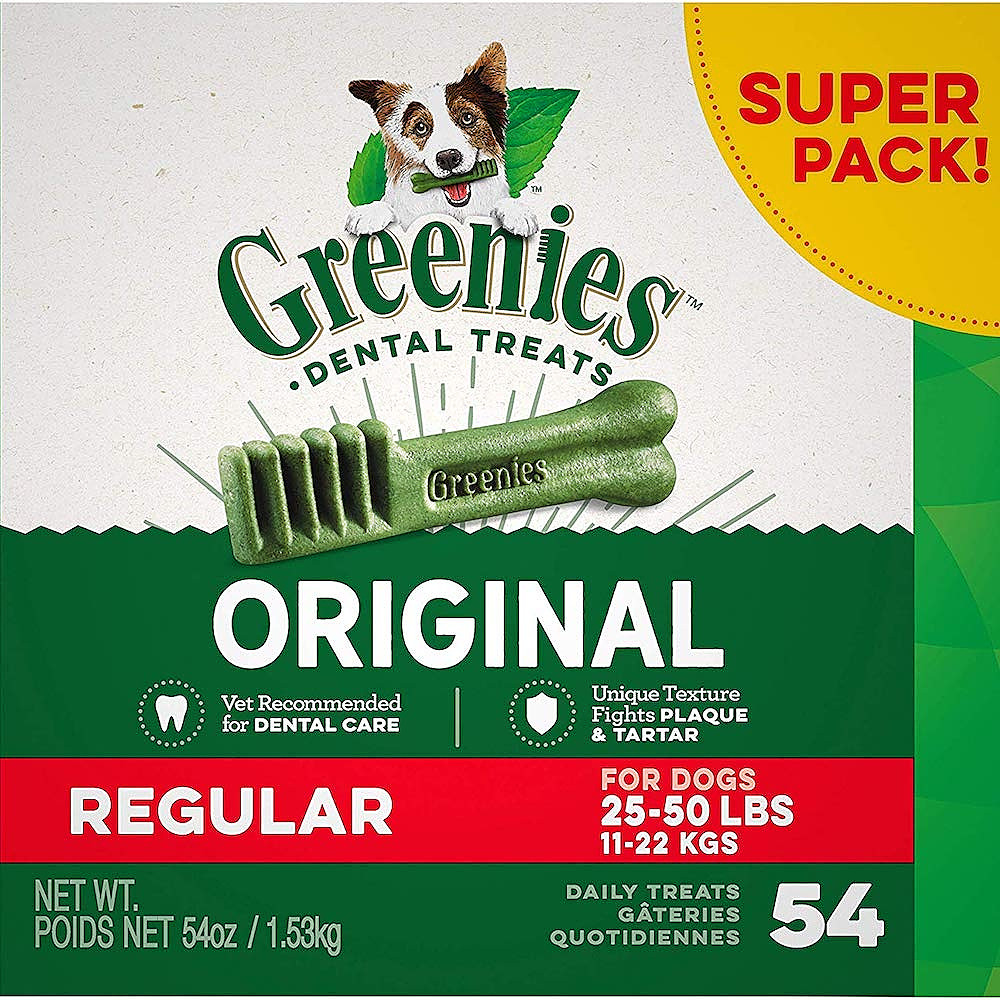 SUPER
PACK!
Greenies™
·DENTAL TREATS
Greenies
ORIGINAL
Vet Recommended
for DENTAL CARE
Unique Texture
Fights PLAQUE
& TARTAR
REGULAR
FOR DOGS
25-50 LBS
11-22 KGS
NET WT.
POIDS NET 54oz / 1.53kg
DAILY TREATS
GÂTERIES
QUOTIDIENNES
54
TM